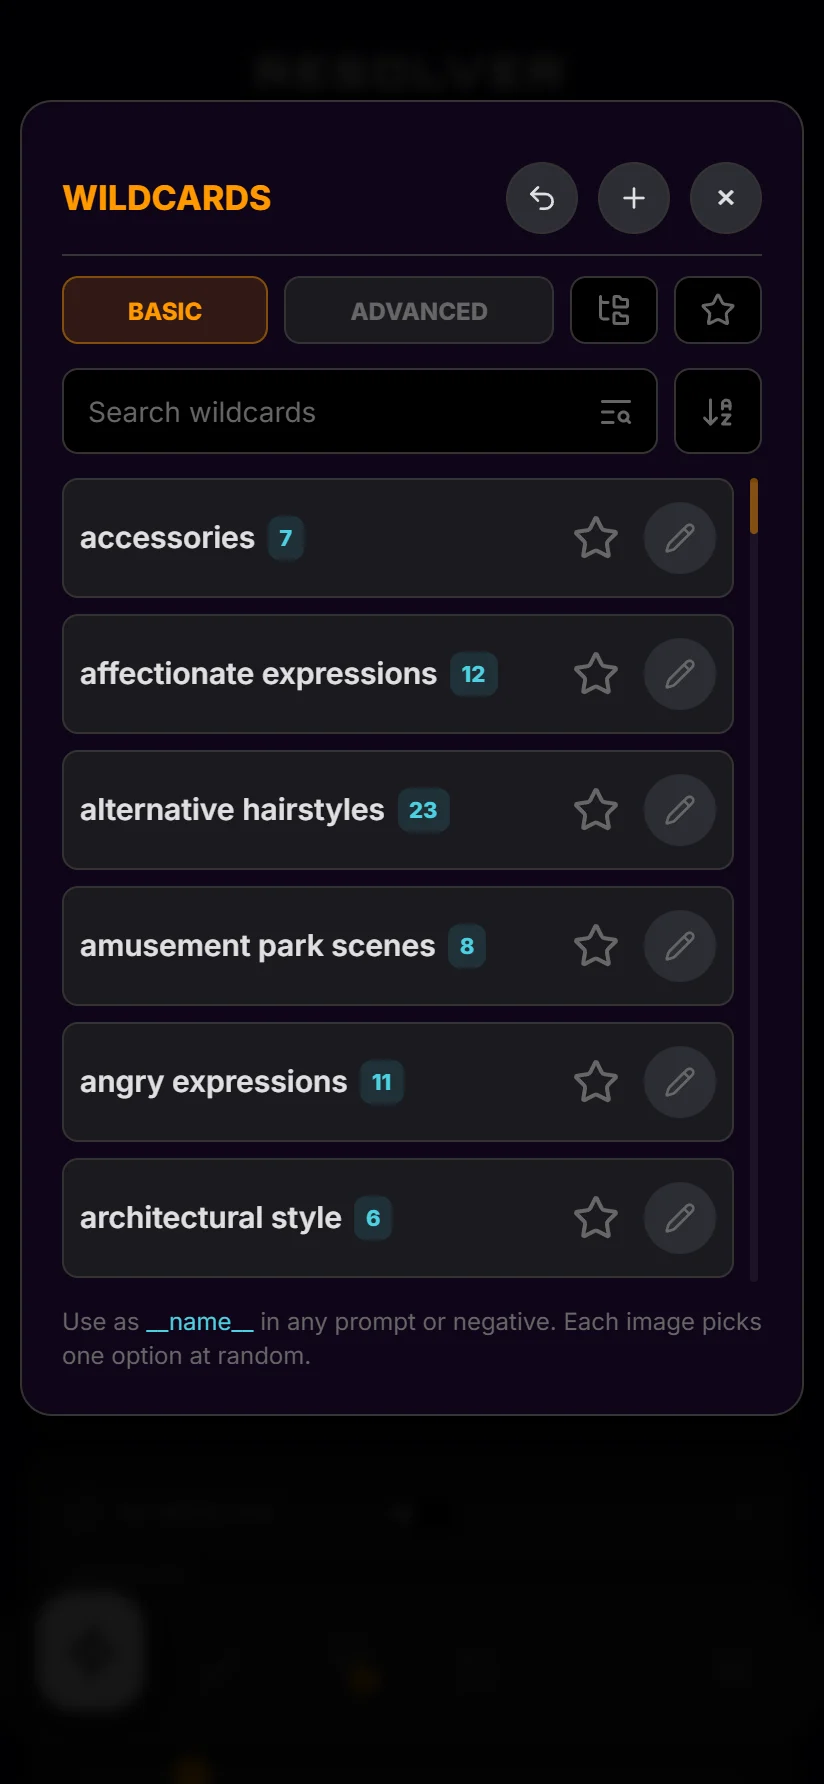 RESOLVER
WILDCARDS
BASIC
ADVANCED
Search wildcards
accessories 7
affectionate expressions 12
alternative hairstyles 23
amusement park scenes 8
angry expressions 11
architectural style 6
Use as __name__ in any prompt or negative. Each image picks
one option at random.